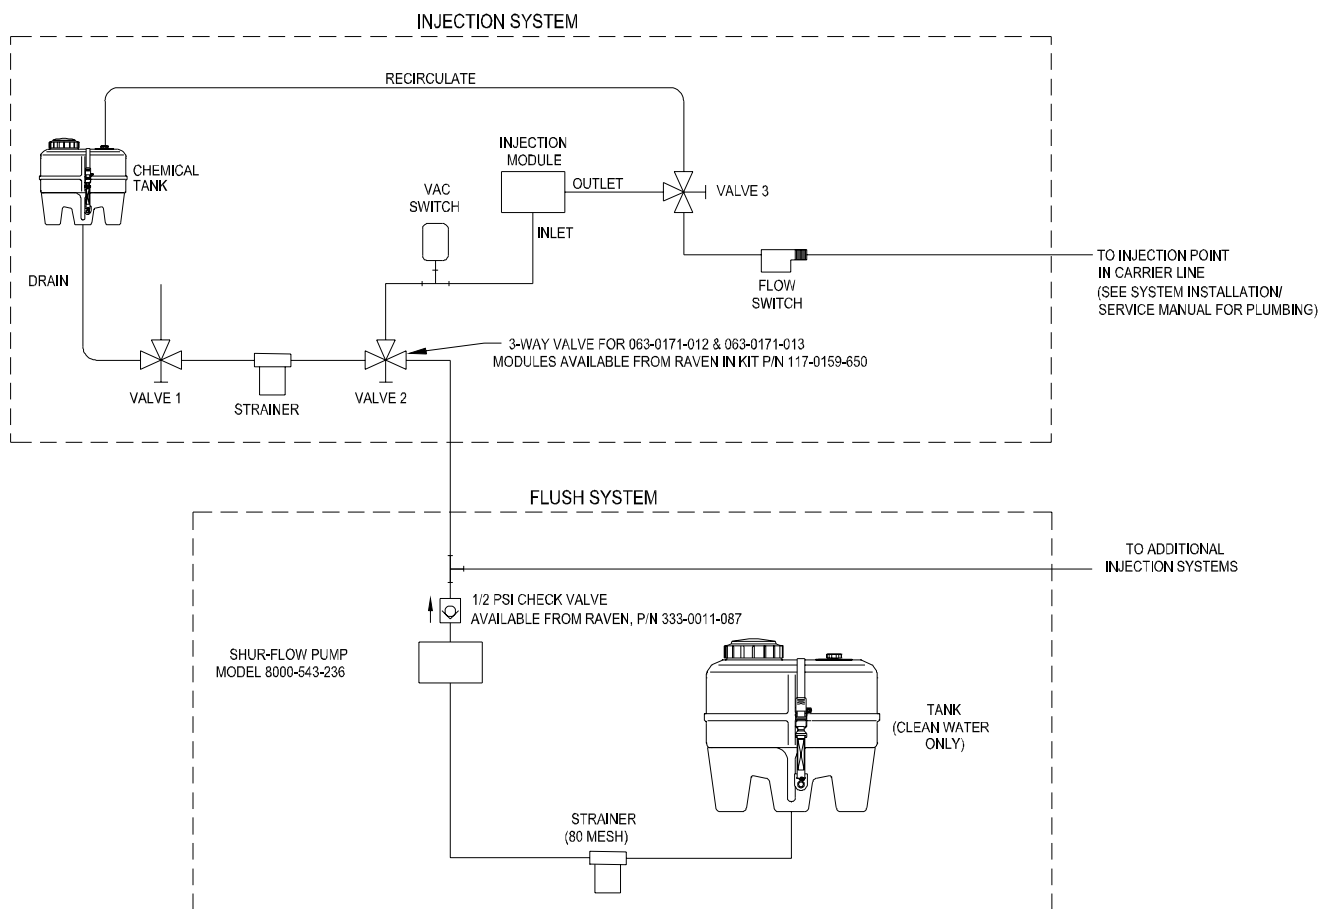 INJECTION SYSTEM
RECIRCULATE
CHEMICAL
TANK
INJECTION
MODULE
OUTLET
VALVE 3
VAC
SWITCH
INLET
DRAIN
FLOW
SWITCH
TO INJECTION POINT
IN CARRIER LINE
(SEE SYSTEM INSTALLATION/
SERVICE MANUAL FOR PLUMBING)
3-WAY VALVE FOR 063-0171-012 & 063-0171-013
MODULES AVAILABLE FROM RAVEN IN KIT P/N 117-0159-650
VALVE 1
STRAINER
VALVE 2
FLUSH SYSTEM
TO ADDITIONAL
INJECTION SYSTEMS
1/2 PSI CHECK VALVE
AVAILABLE FROM RAVEN, P/N 333-0011-087
SHUR-FLOW PUMP
MODEL 8000-543-236
TANK
(CLEAN WATER
ONLY)
STRAINER
(80 MESH)